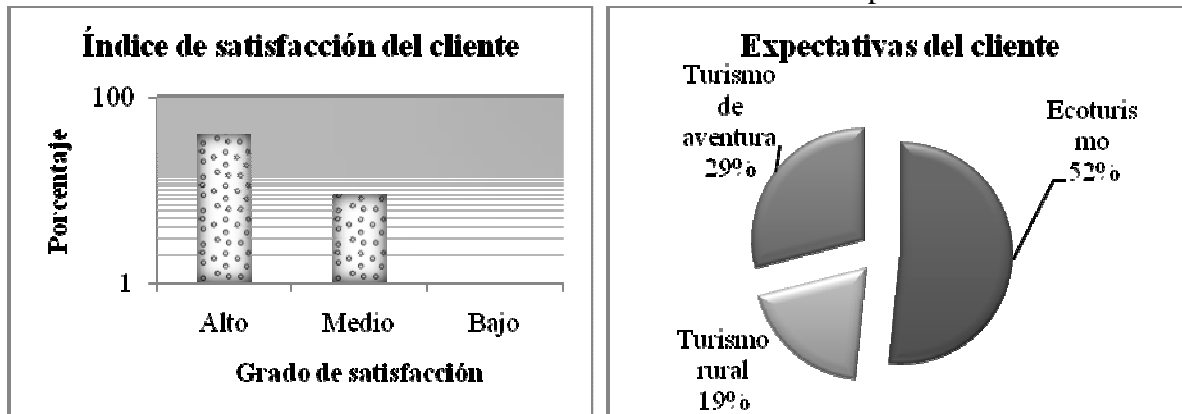 Índice de satisfacción del cliente
100
1
Porcentaje
Alto
Medio
Bajo
Grado de satisfacción
Expectativas del cliente
Turismo
de
aventura
29%
Ecoturis
mo
52%
Turismo
rural
19%